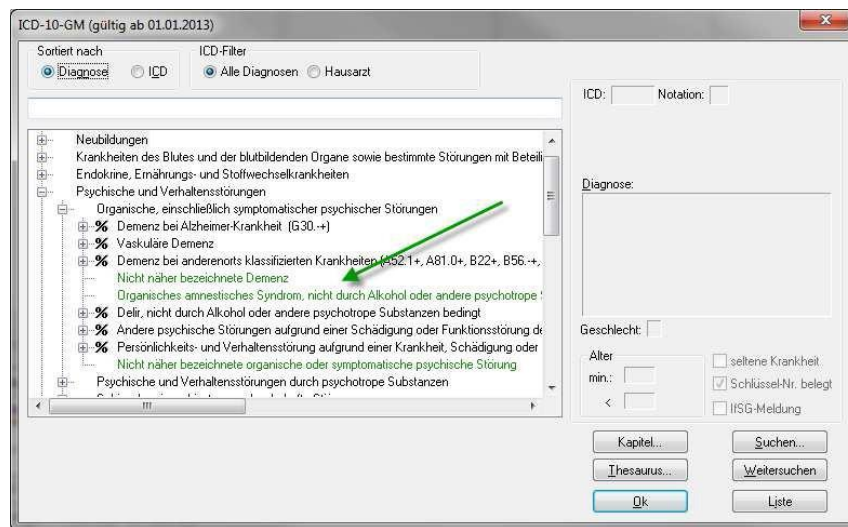 ICD-10-GM (gültig ab 01.01.2013)
Sortiert nach
Diagnose
ICD
ICD-Filter
Alle Diagnosen
Hausarzt
ICD:
Notation:
Neubildungen
Krankheiten des Blutes und der blutbildenden Organe sowie bestimmte Störungen mit Beteili
Endokrine, Ernährungs- und Stoffwechselkrankheiten
Psychische und Verhaltensstörungen
Organische, einschließlich symptomatischer psychischer Störungen
% Demenz bei Alzheimer-Krankheit (G30.-+)
% Vaskuläre Demenz
% Demenz bei anderenorts klassifizierten Krankheiten (A52.1+, A81.0+, B22+, B56.-+,
Nicht näher bezeichnete Demenz
Organisches amnestisches Syndrom, nicht durch Alkohol oder andere psychotrope
% Delir, nicht durch Alkohol oder andere psychotrope Substanzen bedingt
% Andere psychische Störungen aufgrund einer Schädigung oder Funktionsstörung de
% Persönlichkeits- und Verhaltensstörung aufgrund einer Krankheit, Schädigung oder
Nicht näher bezeichnete organische oder symptomatische psychische Störung
Psychische und Verhaltensstörungen durch psychotrope Substanzen
Diagnose:
Geschlecht:
Alter
min.:
<
seltene Krankheit
Schlüssel-Nr. belegt
IfSG-Meldung
Kapitel...
Suchen...
Thesaurus...
Weitersuchen
Ok
Liste